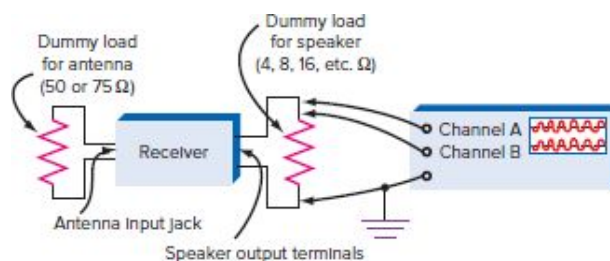 Dummy load
for antenna
(50 or 75 Ω)
Dummy load
for speaker
(4, 8, 16, etc. Ω)
Receiver
Channel A
Channel B
Antenna input jack
Speaker output terminals